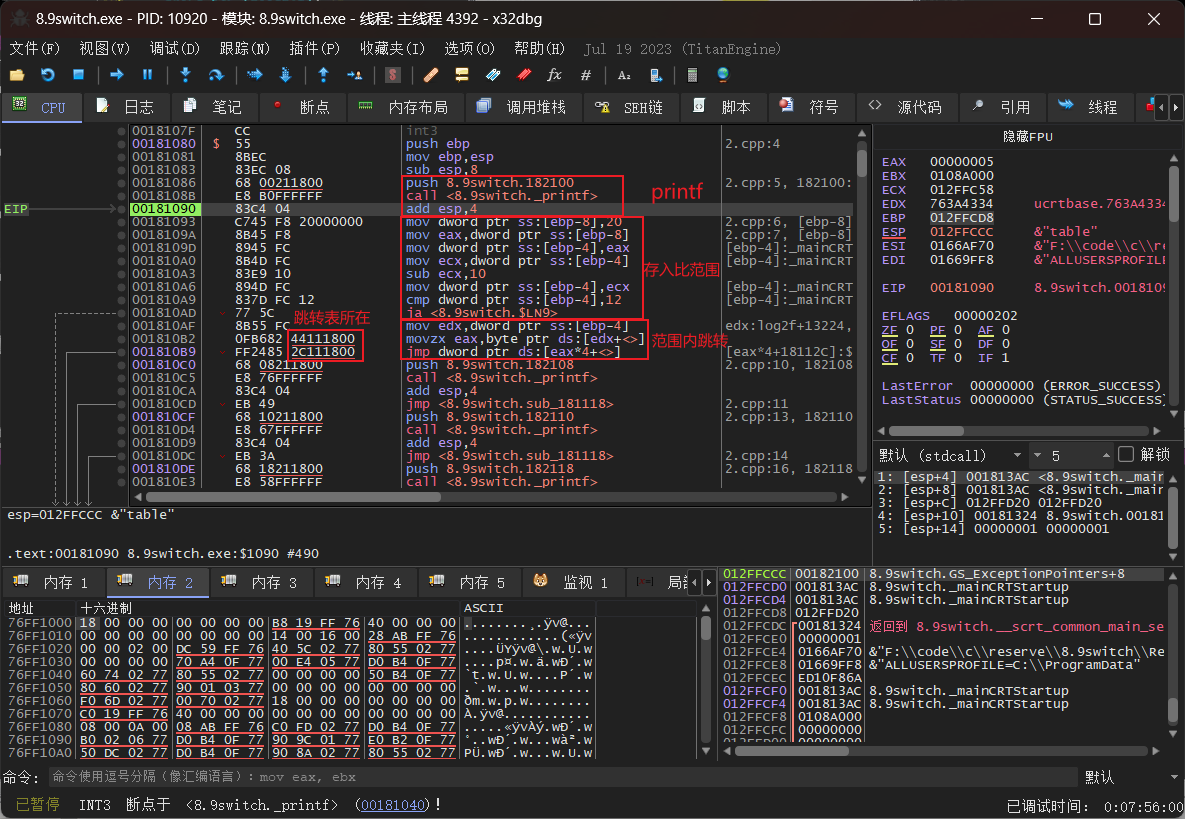 8.9switch.exe - PID: 10920 - 模块: 8.9switch.exe - 线程: 主线程 4392 - x32dbg
文件(F) 视图(V) 调试(D) 跟踪(N) 插件(P) 收藏夹(I) 选项(O) 帮助(H) Jul 19 2023 (TitanEngine)
CPU 日志 笔记 断点 内存布局 调用堆栈 SEH链 脚本 符号 源代码 引用 线程
0018107F CC int3
00181080 $ 55 push ebp 2.cpp:4
00181081 8BEC mov ebp,esp
00181083 83EC 08 sub esp,8
00181086 68 00211800 push 8.9switch.182100 2.cpp:5, 182100:
0018108B E8 B0FFFFFF call <8.9switch._printf>
printf
EIP 00181090 83C4 04 add esp,4
00181093 C745 F8 20000000 mov dword ptr ss:[ebp-8],20 2.cpp:6, [ebp-8]
0018109A 8B45 F8 mov eax,dword ptr ss:[ebp-8] 2.cpp:7, [ebp-8]
0018109D 8945 FC mov dword ptr ss:[ebp-4],eax [ebp-4]:_mainCRT
001810A0 8B4D FC mov ecx,dword ptr ss:[ebp-4] [ebp-4]:_mainCRT
存入比范围
001810A3 83E9 10 sub ecx,10
001810A6 894D FC mov dword ptr ss:[ebp-4],ecx [ebp-4]:_mainCRT
001810A9 837D FC 12 cmp dword ptr ss:[ebp-4],12 [ebp-4]:_mainCRT
001810AD 77 5C ja <8.9switch.$LN9>
跳转表所在
001810AF 8B55 FC mov edx,dword ptr ss:[ebp-4] edx:log2f+13224,
001810B2 0FB682 44111800 movzx eax,byte ptr ds:[edx+<>]
范围内跳转
001810B9 FF2485 2C111800 jmp dword ptr ds:[eax*4+<>] [eax*4+18112C]:$
001810C0 68 08211800 push 8.9switch.182108 2.cpp:10, 182108
001810C5 E8 76FFFFFF call <8.9switch._printf>
001810CA 83C4 04 add esp,4
001810CD EB 49 jmp <8.9switch.sub_181118> 2.cpp:11
001810CF 68 10211800 push 8.9switch.182110 2.cpp:13, 182110
001810D4 E8 67FFFFFF call <8.9switch._printf>
001810D9 83C4 04 add esp,4
001810DC EB 3A jmp <8.9switch.sub_181118> 2.cpp:14
001810DE 68 18211800 push 8.9switch.182118 2.cpp:16, 182118
001810E3 E8 58FFFFFF call <8.9switch._printf>
esp=012FFCCC &"table"
.text:00181090 8.9switch.exe:$1090 #490
隐藏FPU
EAX 00000005
EBX 0108A000
ECX 012FFC58
EDX 763A4334 ucrtbase.763A4334
EBP 012FFCD8
ESP 012FFCCC &"table"
ESI 0166AF70 &"F:\\code\\c\\re
EDI 01669FF8 &"ALLUSERSPROFILE
EIP 00181090 8.9switch.0018109
EFLAGS 00000202
ZF 0 PF 0 AF 0
OF 0 SF 0 DF 0
CF 0 TF 0 IF 1
LastError 00000000 (ERROR_SUCCESS)
LastStatus 00000000 (STATUS_SUCCESS)
默认 (stdcall) 5 解锁
1: [esp+4] 001813AC <8.9switch._main
2: [esp+8] 001813AC <8.9switch._main
3: [esp+C] 012FFD20 012FFD20
4: [esp+10] 00181324 8.9switch.00181
5: [esp+14] 00000001 00000001
内存 1 内存 2 内存 3 内存 4 内存 5 监视 1 局
地址 十六进制 ASCII
76FF1000 18 00 00 00 00 00 00 00 B8 19 FF 76 40 00 00 00
76FF1010 00 00 00 00 00 00 00 00 14 00 16 00 28 AB FF 76
76FF1020 00 00 02 00 DC 59 FF 76 40 5C 02 77 80 55 02 77
76FF1030 00 00 00 00 70 A4 0F 77 00 E4 05 77 D0 B4 0F 77
76FF1040 60 74 02 77 80 55 02 77 00 00 00 00 50 B4 0F 77
76FF1050 80 60 02 77 90 01 03 77 00 00 00 00 00 00 00 00
76FF1060 F0 6D 02 77 00 70 02 77 18 00 00 00 00 00 00 00
76FF1070 C0 19 FF 76 40 00 00 00 00 00 00 00 00 00 00 00
76FF1080 08 00 0A 00 08 AB FF 76 C0 FD 02 77 D0 B4 0F 77
76FF1090 B0 02 06 77 D0 B4 0F 77 90 9C 01 77 E0 B2 0F 77
76FF10A0 50 DC 02 77 D0 B4 0F 77 90 8A 02 77 80 55 02 77
012FFCCC 00182100 8.9switch.GS_ExceptionPointers+8
012FFCD0 001813AC 8.9switch._mainCRTStartup
012FFCD4 001813AC 8.9switch._mainCRTStartup
012FFCD8 012FFD20
012FFCDC 00181324 返回到 8.9switch.__scrt_common_main_se
012FFCE0 00000001
012FFCE4 0166AF70 &"F:\\code\\c\\reserve\\8.9switch\\Re
012FFCE8 01669FF8 &"ALLUSERSPROFILE=C:\\ProgramData"
012FFCEC ED10F86A
012FFCF0 001813AC 8.9switch._mainCRTStartup
012FFCF4 001813AC 8.9switch._mainCRTStartup
012FFCF8 0108A000
012FFCFC 00000000
命令: 命令使用逗号分隔（像汇编语言）: mov eax, ebx 默认
已暂停 INT3 断点于 <8.9switch._printf> (00181040)! 已调试时间: 0:07:56:00